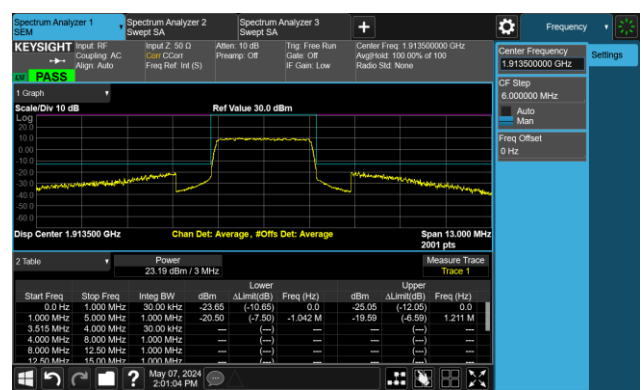 Spectrum Analyzer 1
SEM
Spectrum Analyzer 2
Swept SA
Spectrum Analyzer 3
Swept SA
+
Frequency
KEYSIGHT
Input: RF
Coupling: AC
Align: Auto
Input Z: 50 Ω
Corr CCorr
Freq Ref: Int (S)
Atten: 10 dB
Preamp: Off
Trig: Free Run
Gate: Off
IF Gain: Low
Center Freq: 1.913500000 GHz
Avg|Hold: 100.00% of 100
Radio Std: None
PASS
Center Frequency
1.913500000 GHz
Settings
CF Step
6.000000 MHz
Auto
Man
Freq Offset
0 Hz
1 Graph
Scale/Div 10 dB
Ref Value 30.0 dBm
Log
20.0
10.0
0.00
-10.0
-20.0
-30.0
-40.0
-50.0
-60.0
Disp Center 1.913500 GHz
Chan Det: Average , #Offs Det: Average
Span 13.000 MHz
2001 pts
2 Table
Power
23.19 dBm / 3 MHz
Measure Trace
Trace 1
Lower Upper
Start Freq Stop Freq Integ BW dBm ΔLimit(dB) Freq (Hz) dBm ΔLimit(dB) Freq (Hz)
0.0 Hz 1.000 MHz 30.00 kHz -23.65 (-10.65) 0.0 -25.05 (-12.05) 0.0
1.000 MHz 5.000 MHz 1.000 MHz -20.50 (-7.50) -1.042 M -19.59 (-6.59) 1.211 M
3.515 MHz 4.000 MHz 30.00 kHz --- (---) --- --- (---) ---
4.000 MHz 8.000 MHz 1.000 MHz --- (---) --- --- (---) ---
8.000 MHz 12.50 MHz 1.000 MHz --- (---) --- --- (---) ---
12.50 MHz 15.00 MHz 1.000 MHz --- (---) --- --- (---) ---
?
May 07, 2024
2:01:04 PM